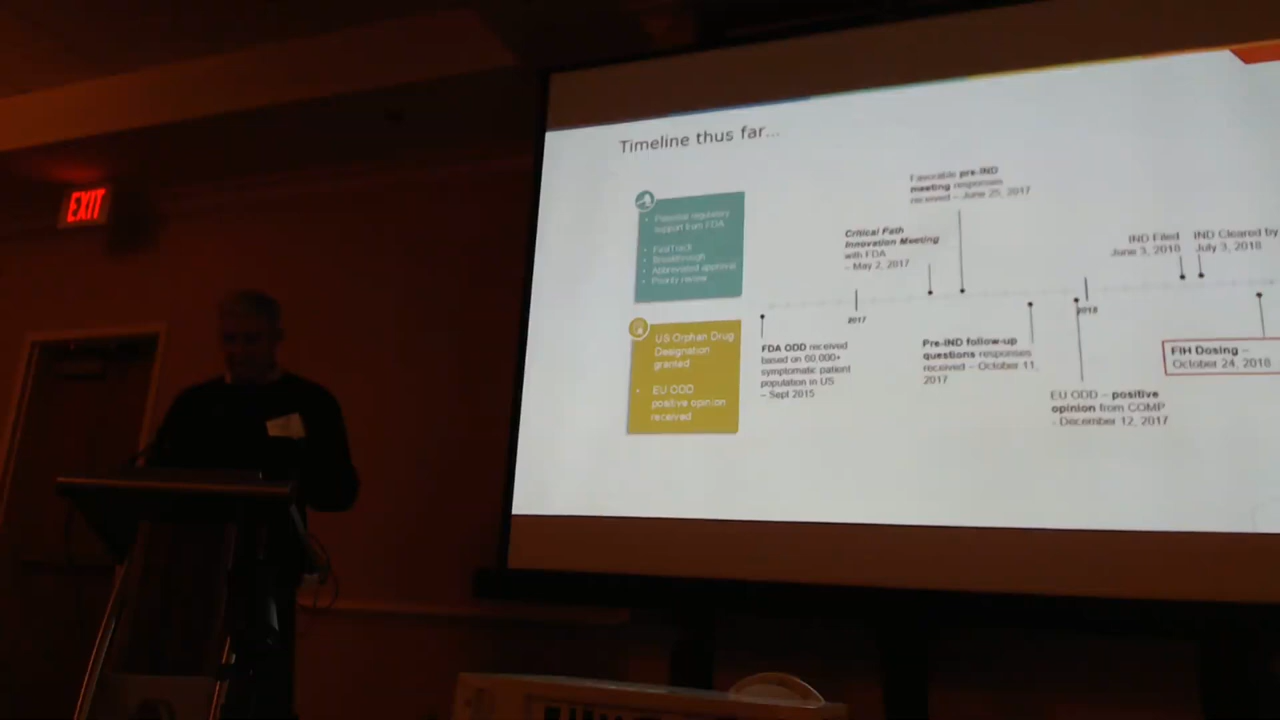 EXIT
Timeline thus far...
Potential regulatory
support from FDA
FastTrack
Breakthrough
Abbreviated approval
Priority review
US Orphan Drug
Designation
granted
EU ODD
positive opinion
received
FDA ODD received
based on 60,000+
symptomatic patient
population in US
– Sept 2015
2017
Critical Path
Innovation Meeting
with FDA
– May 2, 2017
Favorable pre-IND
meeting responses
received – June 25, 2017
Pre-IND follow-up
questions responses
received – October 11,
2017
2018
EU ODD – positive
opinion from COMP
- December 12, 2017
IND Filed
June 3, 2018
IND Cleared by
July 3, 2018
FIH Dosing –
October 24, 2018